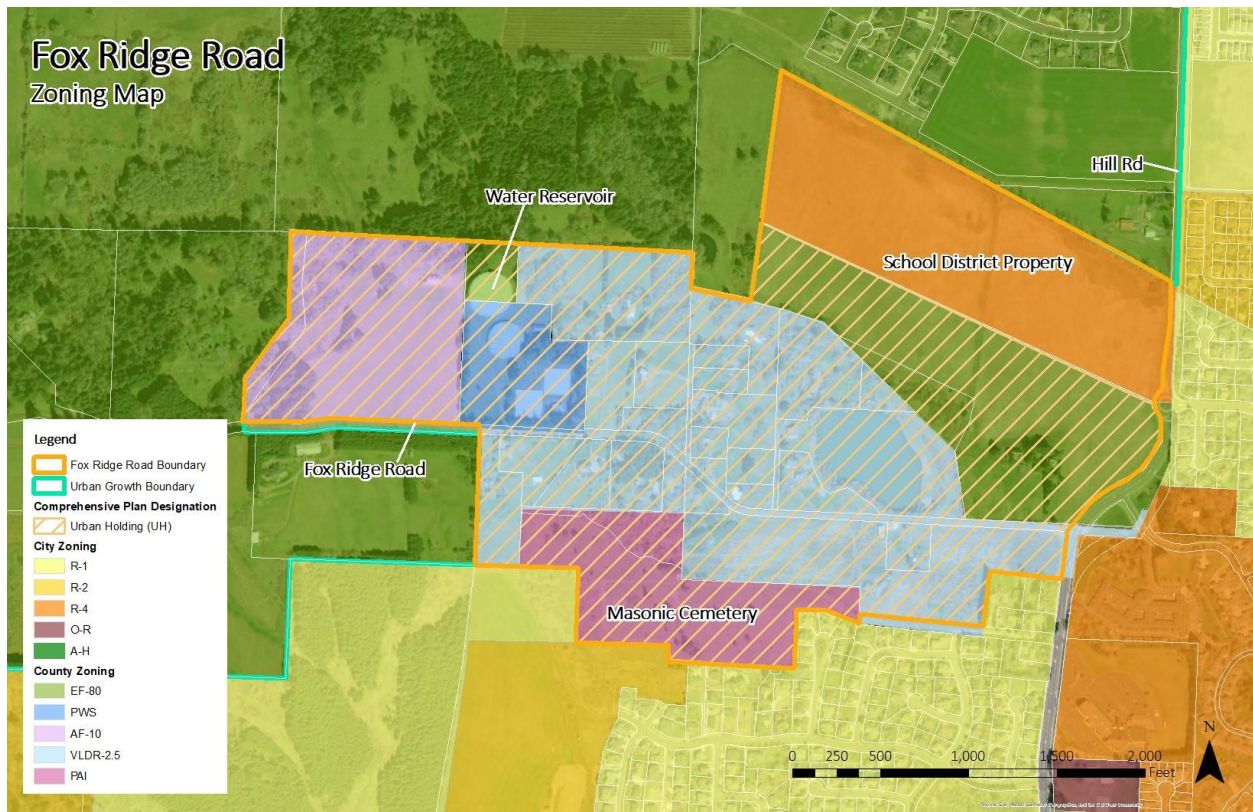 Fox Ridge Road
Zoning Map
Hill Rd
Water Reservoir
School District Property
Fox Ridge Road
Masonic Cemetery
Legend
Fox Ridge Road Boundary
Urban Growth Boundary
Comprehensive Plan Designation
Urban Holding (UH)
City Zoning
R-1
R-2
R-4
O-R
A-H
County Zoning
EF-80
PWS
AF-10
VLDR-2.5
PAI
N
0 250 500 1,000 1,500 2,000
Feet